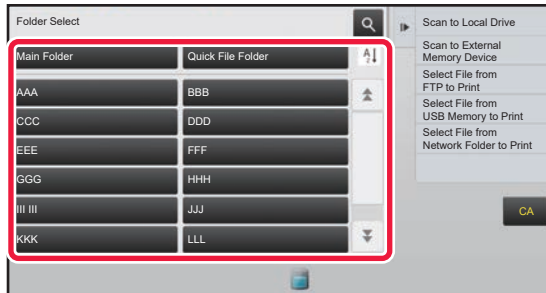 Folder Select
Main Folder
Quick File Folder
AAA
BBB
CCC
DDD
EEE
FFF
GGG
HHH
III III
JJJ
KKK
LLL
A
Z
Scan to Local Drive
Scan to External
Memory Device
Select File from
FTP to Print
Select File from
USB Memory to Print
Select File from
Network Folder to Print
CA